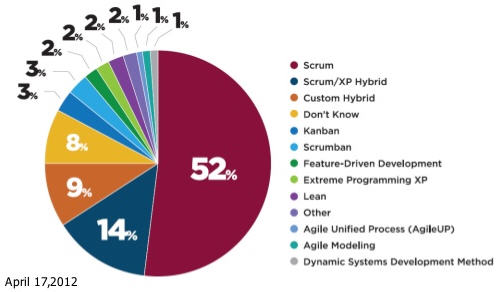 1%
2%
1%
1%
2%
2%
2%
3%
3%
8%
9%
14%
52%
Scrum
Scrum/XP Hybrid
Custom Hybrid
Don't Know
Kanban
Scrumban
Feature-Driven Development
Extreme Programming XP
Lean
Other
Agile Unified Process (AgileUP)
Agile Modeling
Dynamic Systems Development Method
April 17,2012